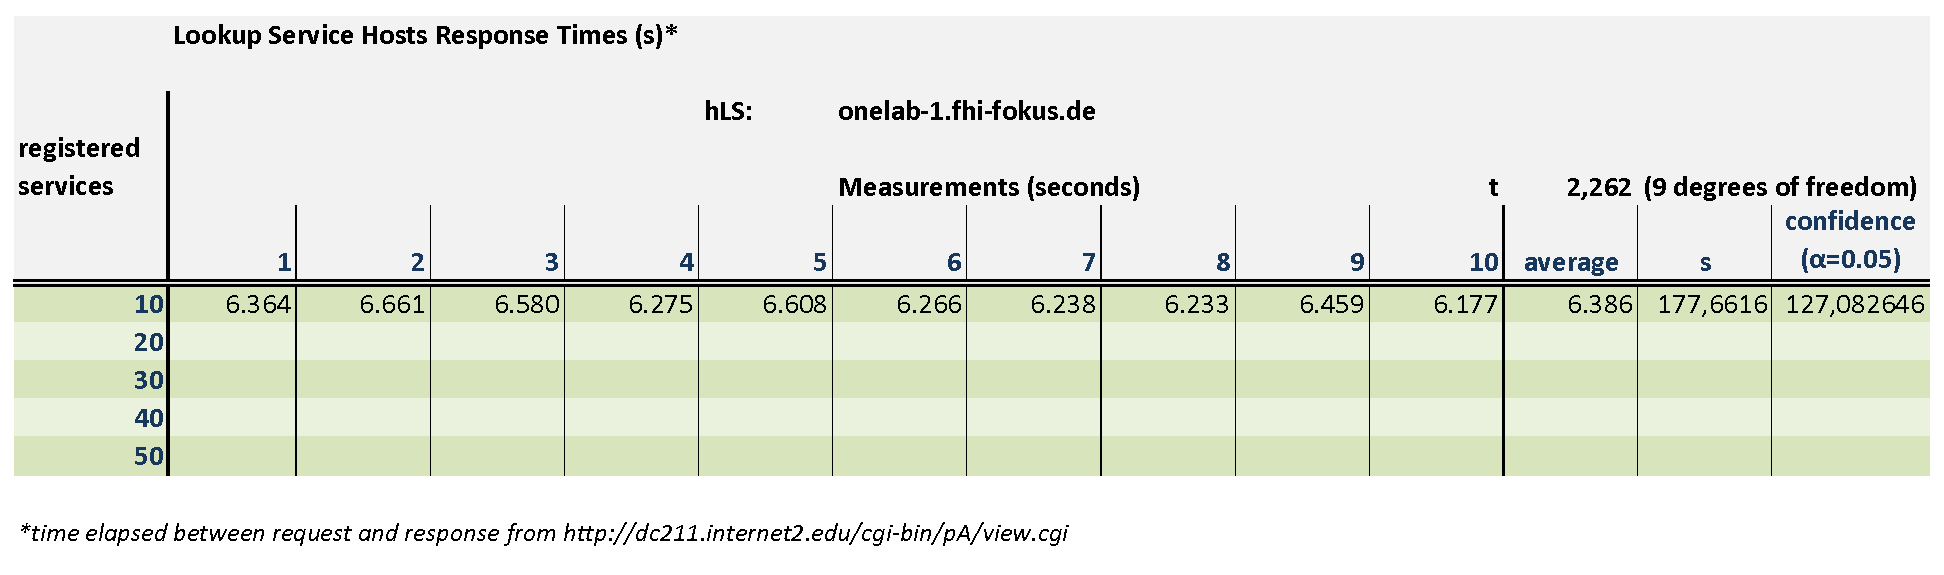 Lookup Service Hosts Response Times (s)*
hLS: onelab-1.fhi-fokus.de
registered
services
Measurements (seconds) t 2,262 (9 degrees of freedom)
1 2 3 4 5 6 7 8 9 10 average s confidence (α=0.05)
10 6.364 6.661 6.580 6.275 6.608 6.266 6.238 6.233 6.459 6.177 6.386 177,6616 127,082646
20
30
40
50
*time elapsed between request and response from http://dc211.internet2.edu/cgi-bin/pA/view.cgi